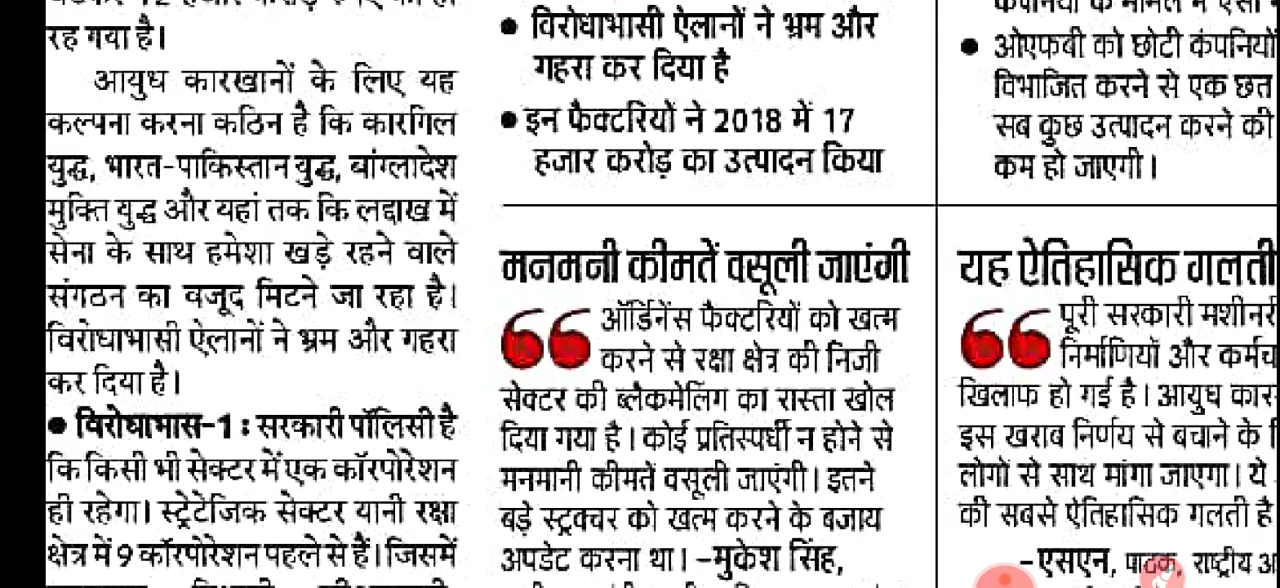 रह गया है।
आयुध कारखानों के लिए यह
कल्पना करना कठिन है कि कारगिल
युद्ध, भारत-पाकिस्तान युद्ध, बांग्लादेश
मुक्ति युद्ध और यहां तक कि लद्दाख में
सेना के साथ हमेशा खड़े रहने वाले
संगठन का वजूद मिटने जा रहा है।
विरोधाभासी ऐलानों ने भ्रम और गहरा
कर दिया है।
● विरोधाभास-1 : सरकारी पॉलिसी है
कि किसी भी सेक्टर में एक कॉरपोरेशन
ही रहेगा। स्ट्रेटेजिक सेक्टर यानी रक्षा
क्षेत्र में 9 कॉरपोरेशन पहले से हैं। जिसमें
● विरोधाभासी ऐलानों ने भ्रम और
गहरा कर दिया है
● इन फैक्टरियों ने 2018 में 17
हजार करोड़ का उत्पादन किया
● ओएफबी को छोटी कंपनियों
विभाजित करने से एक छत
सब कुछ उत्पादन करने की
कम हो जाएगी।
मनमनी कीमतें वसूली जाएंगी
ऑर्डिनेंस फैक्टरियों को खत्म
करने से रक्षा क्षेत्र की निजी
सेक्टर की ब्लैकमेलिंग का रास्ता खोल
दिया गया है। कोई प्रतिस्पर्धी न होने से
मनमानी कीमतें वसूली जाएंगी। इतने
बड़े स्ट्रक्चर को खत्म करने के बजाय
अपडेट करना था। -मुकेश सिंह,
यह ऐतिहासिक गलती
पूरी सरकारी मशीनरी
निर्माणियों और
खिलाफ हो गई है। आयुध
इस खराब निर्णय से बचाने के
लोगों से साथ मांगा जाएगा। ये
की सबसे ऐतिहासिक गलती है
-एसएन, पाठक, राष्ट्रीय